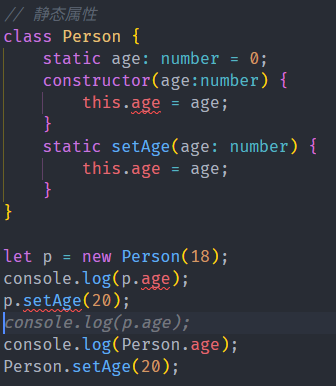 // 静态属性
class Person {
    static age: number = 0;
    constructor(age:number) {
        this.age = age;
    }
    static setAge(age: number) {
        this.age = age;
    }
}
let p = new Person(18);
console.log(p.age);
p.setAge(20);
console.log(p.age);
console.log(Person.age);
Person.setAge(20);